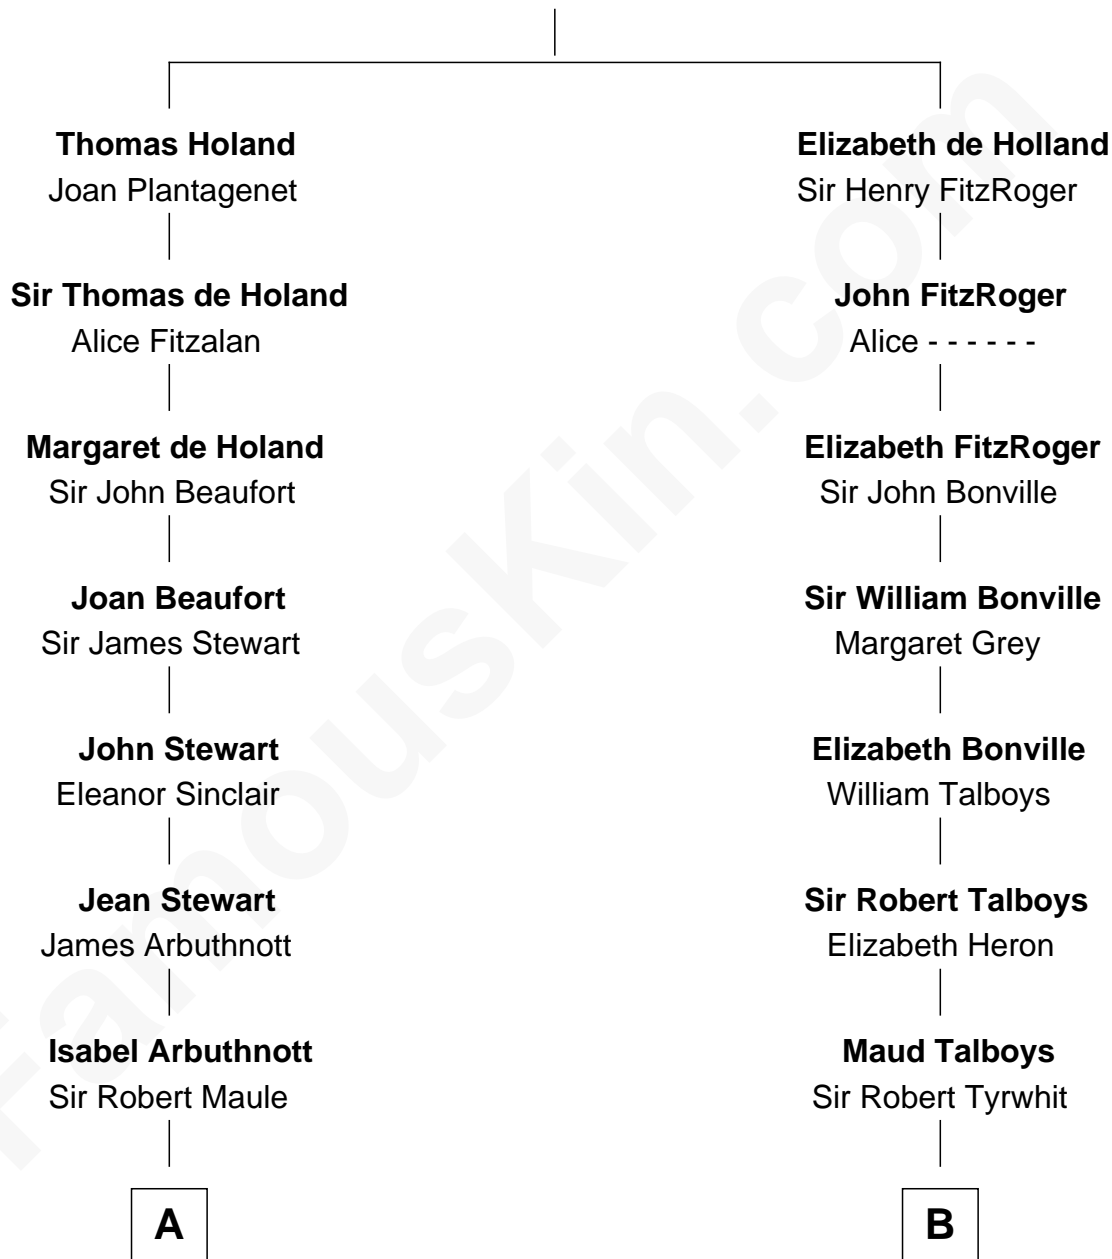 Thomas Holand
Joan Plantagenet
Sir Thomas de Holand
Alice Fitzalan
Margaret de Holand
Sir John Beaufort
Joan Beaufort
Sir James Stewart
John Stewart
Eleanor Sinclair
Jean Stewart
James Arbuthnott
Isabel Arbuthnott
Sir Robert Maule
A
Elizabeth de Holland
Sir Henry FitzRoger
John FitzRoger
Alice - - - - - -
Elizabeth FitzRoger
Sir John Bonville
Sir William Bonville
Margaret Grey
Elizabeth Bonville
William Talboys
Sir Robert Talboys
Elizabeth Heron
Maud Talboys
Sir Robert Tyrwhit
B
FamousKin.com